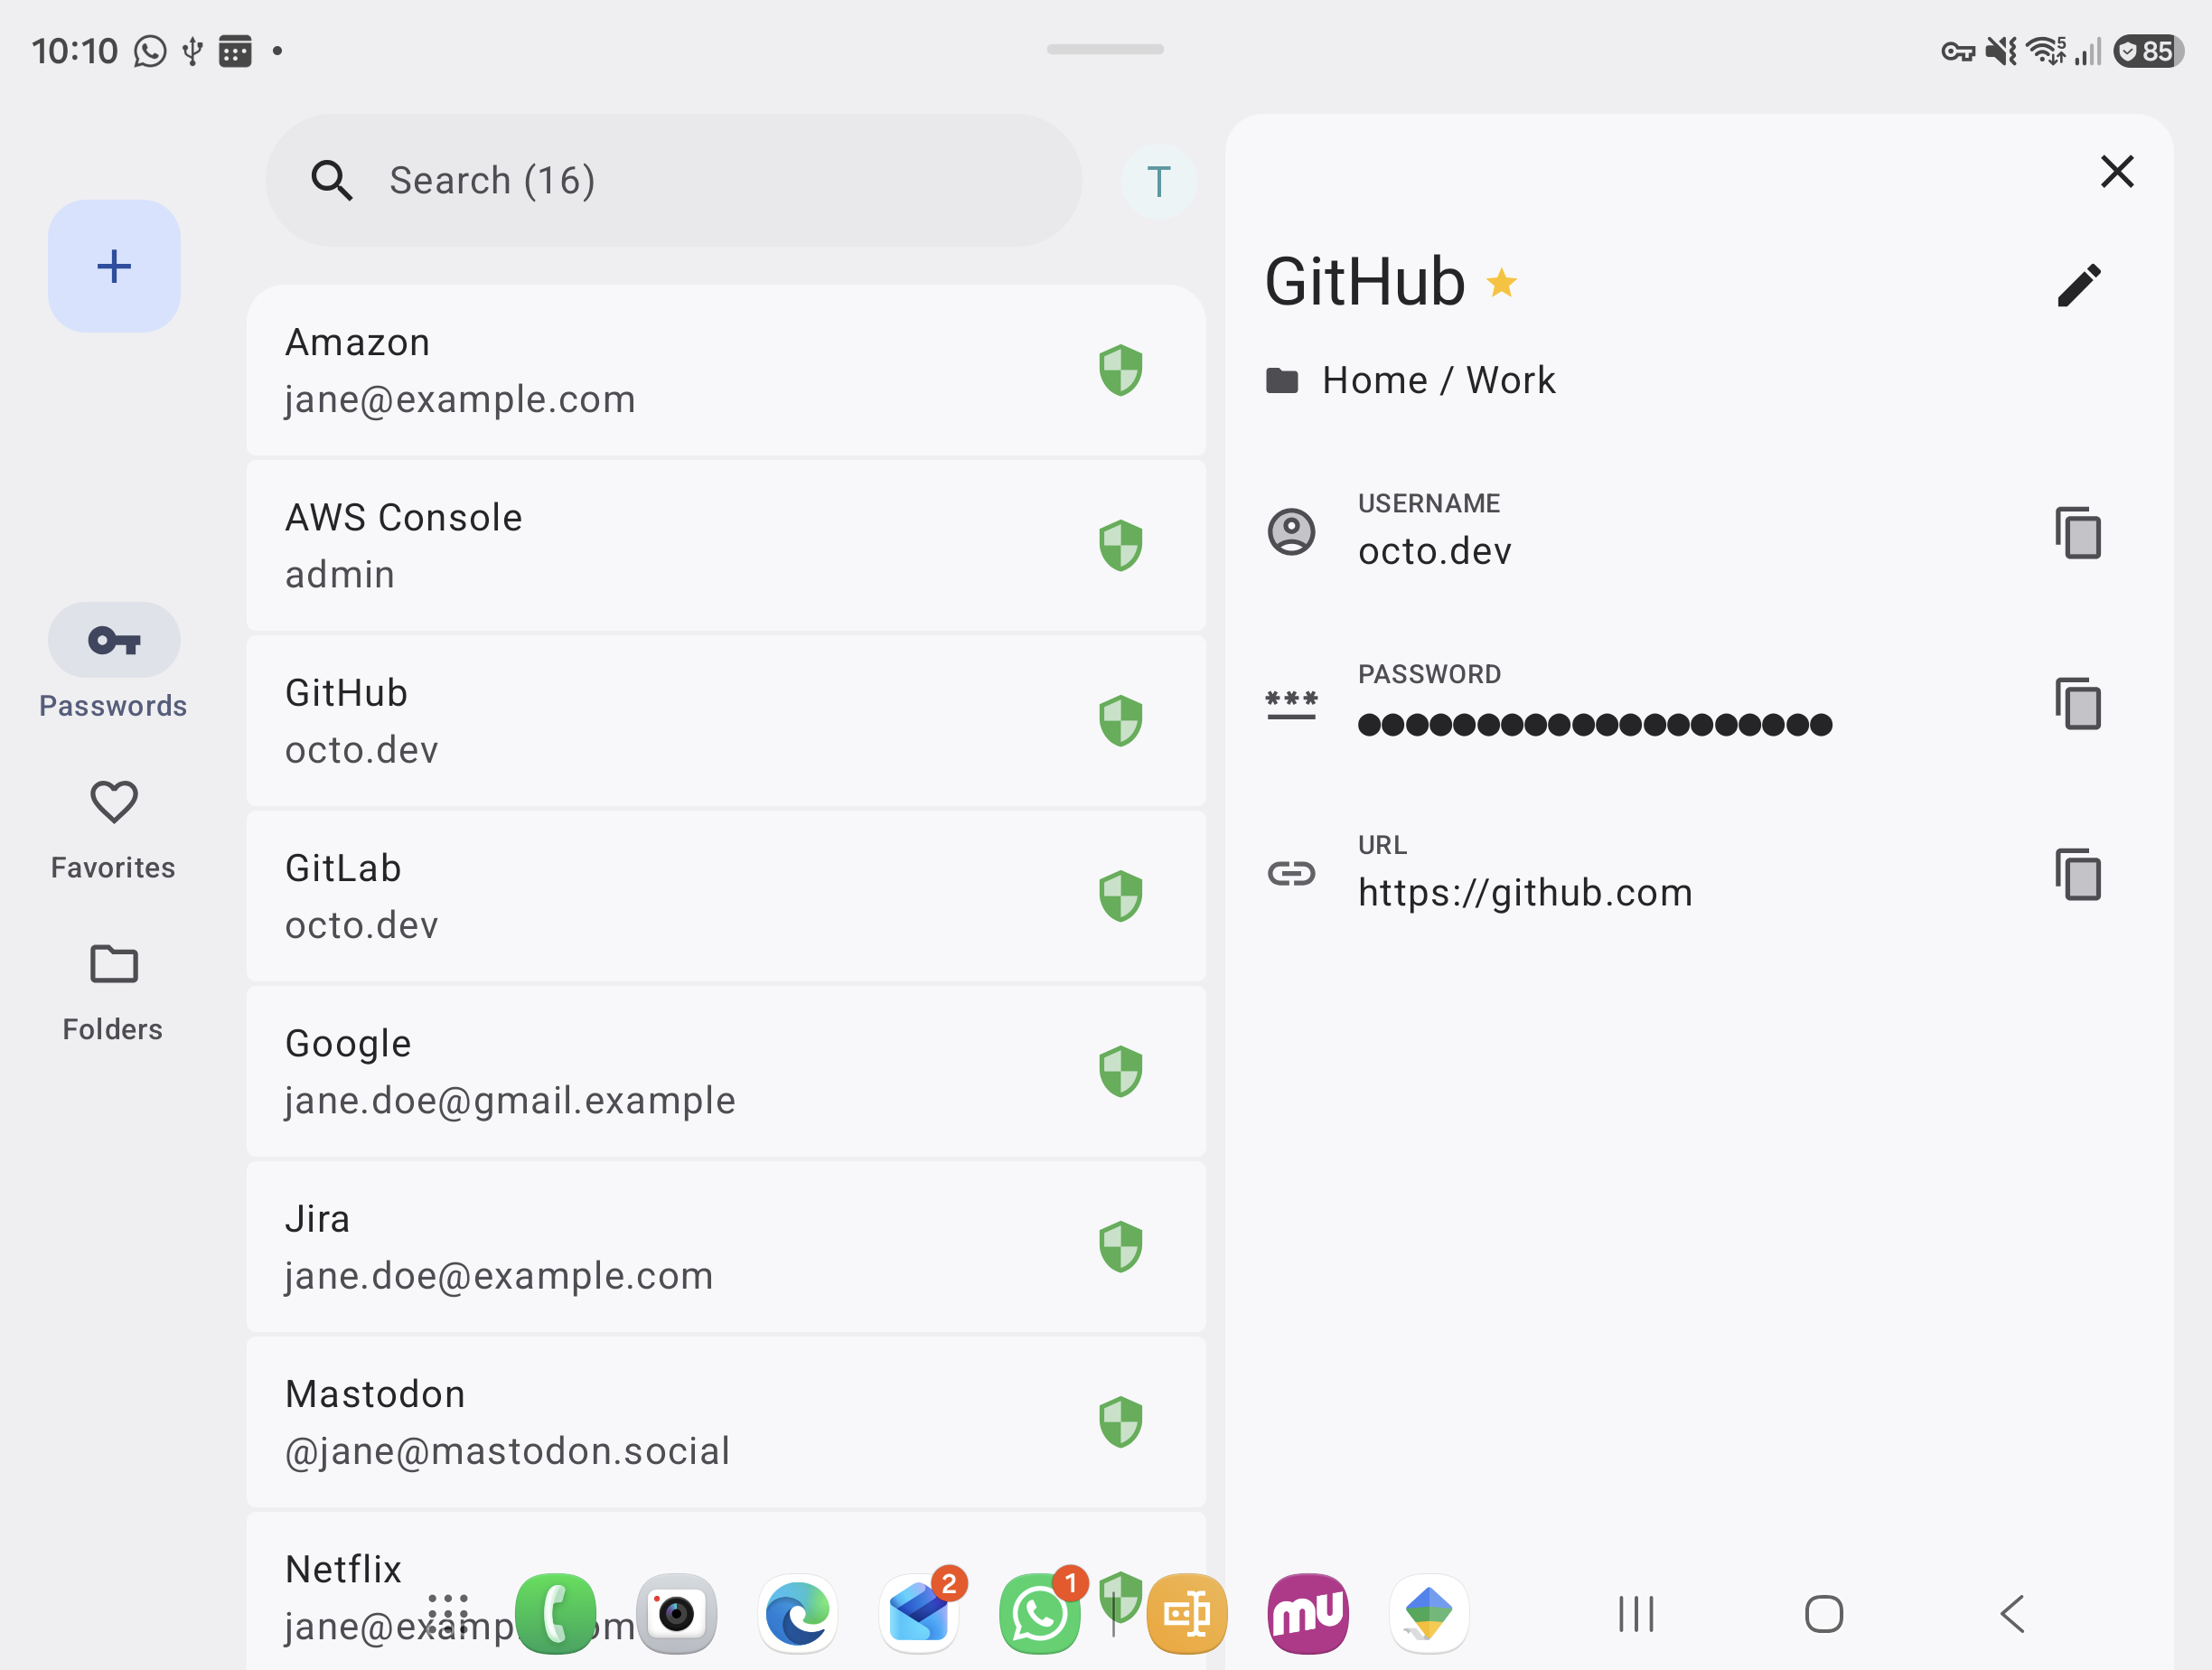 10:10
5
85
Search (16)
T
Passwords
Favorites
Folders
Amazon
jane@example.com
AWS Console
admin
GitHub
octo.dev
GitLab
octo.dev
Google
jane.doe@gmail.example
Jira
jane.doe@example.com
Mastodon
@jane@mastodon.social
Netflix
GitHub
Home / Work
USERNAME
octo.dev
PASSWORD
●●●●●●●●●●●●●●●●●●●●
URL
https://github.com
2
1
mu